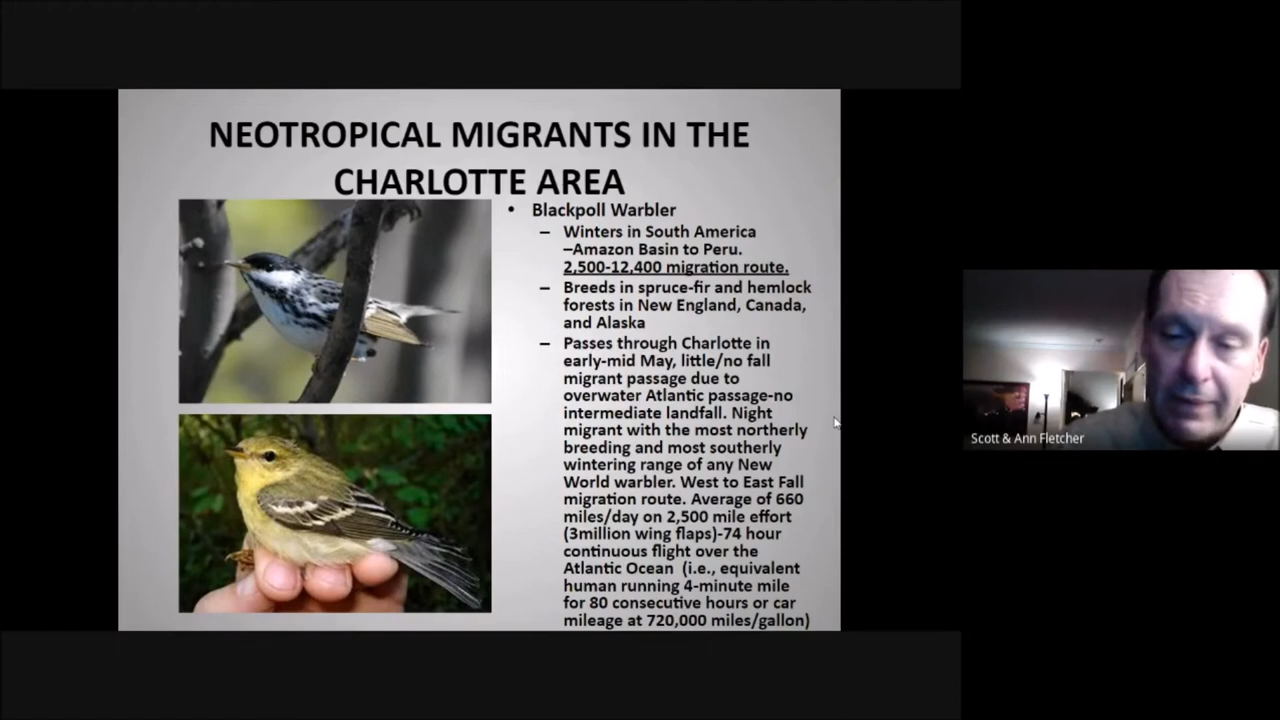 NEOTROPICAL MIGRANTS IN THE
CHARLOTTE AREA
• Blackpoll Warbler
– Winters in South America
–Amazon Basin to Peru.
2,500-12,400 migration route.
– Breeds in spruce-fir and hemlock
forests in New England, Canada,
and Alaska
– Passes through Charlotte in
early-mid May, little/no fall
migrant passage due to
overwater Atlantic passage-no
intermediate landfall. Night
migrant with the most northerly
breeding and most southerly
wintering range of any New
World warbler. West to East Fall
migration route. Average of 660
miles/day on 2,500 mile effort
(3million wing flaps)-74 hour
continuous flight over the
Atlantic Ocean (i.e., equivalent
human running 4-minute mile
for 80 consecutive hours or car
mileage at 720,000 miles/gallon)
Scott & Ann Fletcher